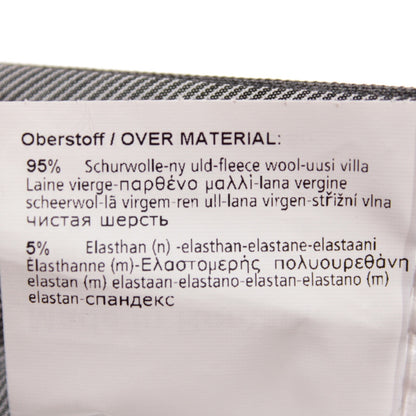 Oberstoff / OVER MATERIAL:
95% Schurwolle-ny uld-fleece wool-uusi villa
Laine vierge-παρθένο μαλλί-lana vergine
scheerwol-lã virgem-ren ull-lana virgen-střižní vlna
чистая шерсть
5% Elasthan (n) -elasthan-elastane-elastaani
Élasthanne (m)-Ελαστομερής πολυουρεθάνη
elastan (m) elastaan-elastano-elastan-elastano (m)
elastan-спандекс